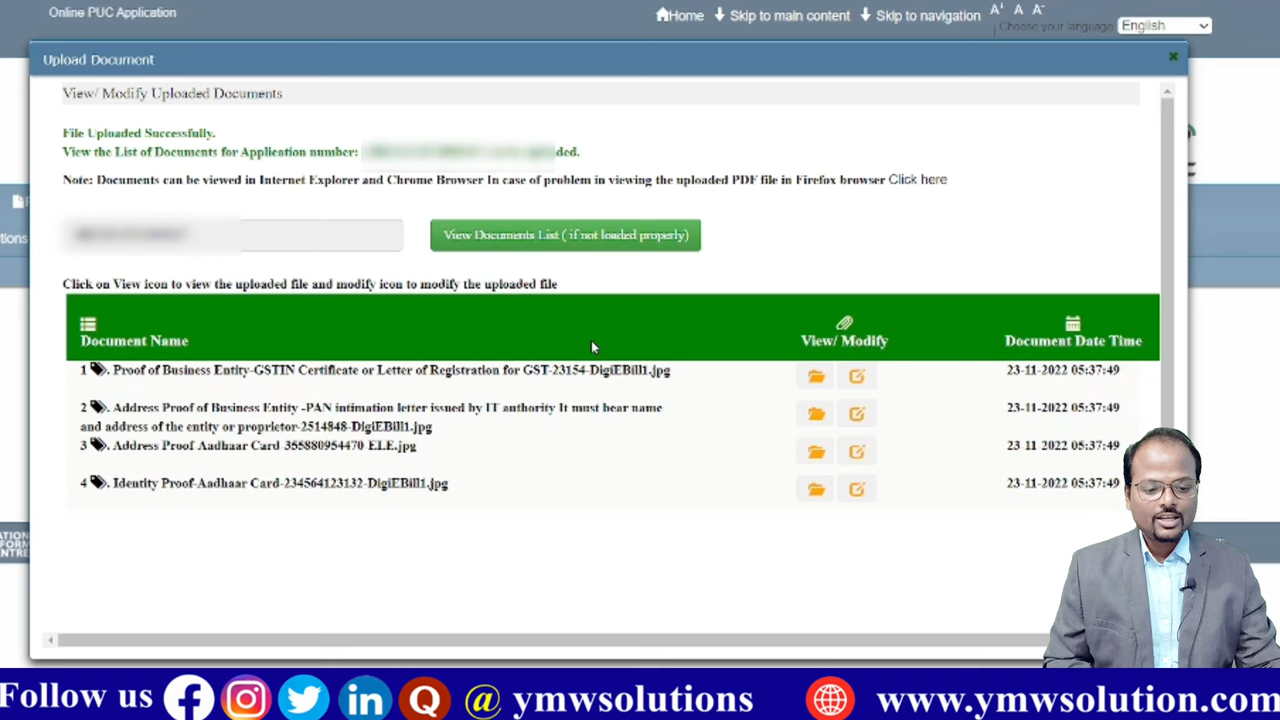 Online PUC Application
Home Skip to main content Skip to navigation A+ A A-
Choose your language English
Upload Document
View/ Modify Uploaded Documents
File Uploaded Successfully.
View the List of Documents for Application number: ded.
Note: Documents can be viewed in Internet Explorer and Chrome Browser In case of problem in viewing the uploaded PDF file in Firefox browser Click here
View Documents List ( if not loaded properly)
Click on View icon to view the uploaded file and modify icon to modify the uploaded file
Document Name View/ Modify Document Date Time
1 . Proof of Business Entity-GSTIN Certificate or Letter of Registration for GST-23154-DigiEBill1.jpg 23-11-2022 05:37:49
2 . Address Proof of Business Entity -PAN intimation letter issued by IT authority It must bear name 23-11-2022 05:37:49
and address of the entity or proprietor-2514848-DigiEBill1.jpg
3 . Address Proof Aadhaar Card 355880954470 ELE.jpg 23 11 2022 05:37:49
4 . Identity Proof-Aadhaar Card-234564123132-DigiEBill1.jpg 23-11-2022 05:37:49
Follow us @ ymwsolutions www.ymwsolution.com